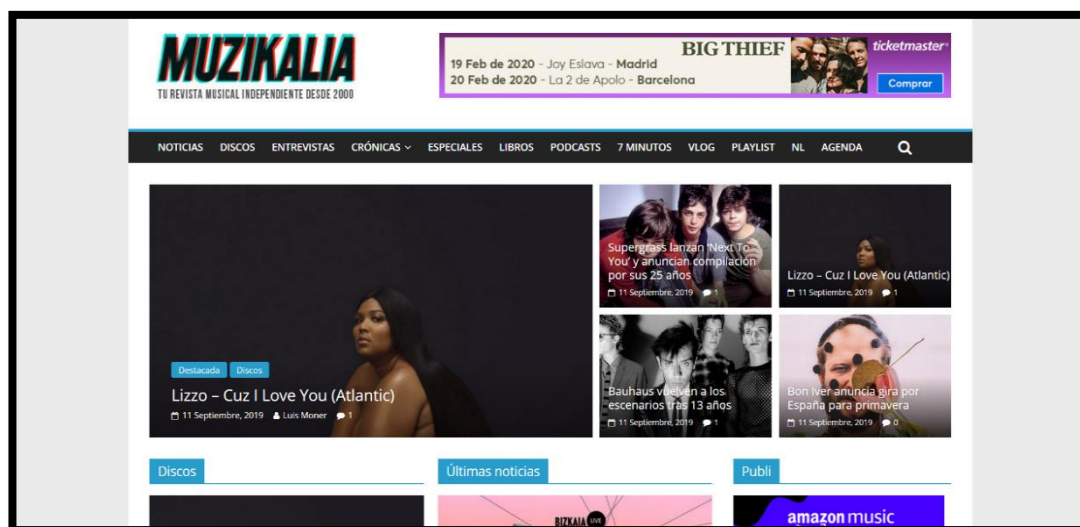 MUZIKALIA
TU REVISTA MUSICAL INDEPENDIENTE DESDE 2000
BIG THIEF
19 Feb de 2020 - Joy Eslava - Madrid
20 Feb de 2020 - La 2 de Apolo - Barcelona
ticketmaster
Comprar
NOTICIAS DISCOS ENTREVISTAS CRÓNICAS ESPECIALES LIBROS PODCASTS 7 MINUTOS VLOG PLAYLIST NL AGENDA
Destacada Discos
Lizzo – Cuz I Love You (Atlantic)
11 Septiembre, 2019 Luis Moner 1
Supergrass lanzan ‘Next To
You’ y anuncian compilación
por sus 25 años
11 Septiembre, 2019 1
Lizzo – Cuz I Love You (Atlantic)
11 Septiembre, 2019 1
Bauhaus vuelven a los
escenarios tras 13 años
11 Septiembre, 2019 1
Bon Iver anuncia gira por
España para primavera
11 Septiembre, 2019 0
Discos
Últimas noticias
Publi
BIZKAIA LIVE
amazon music